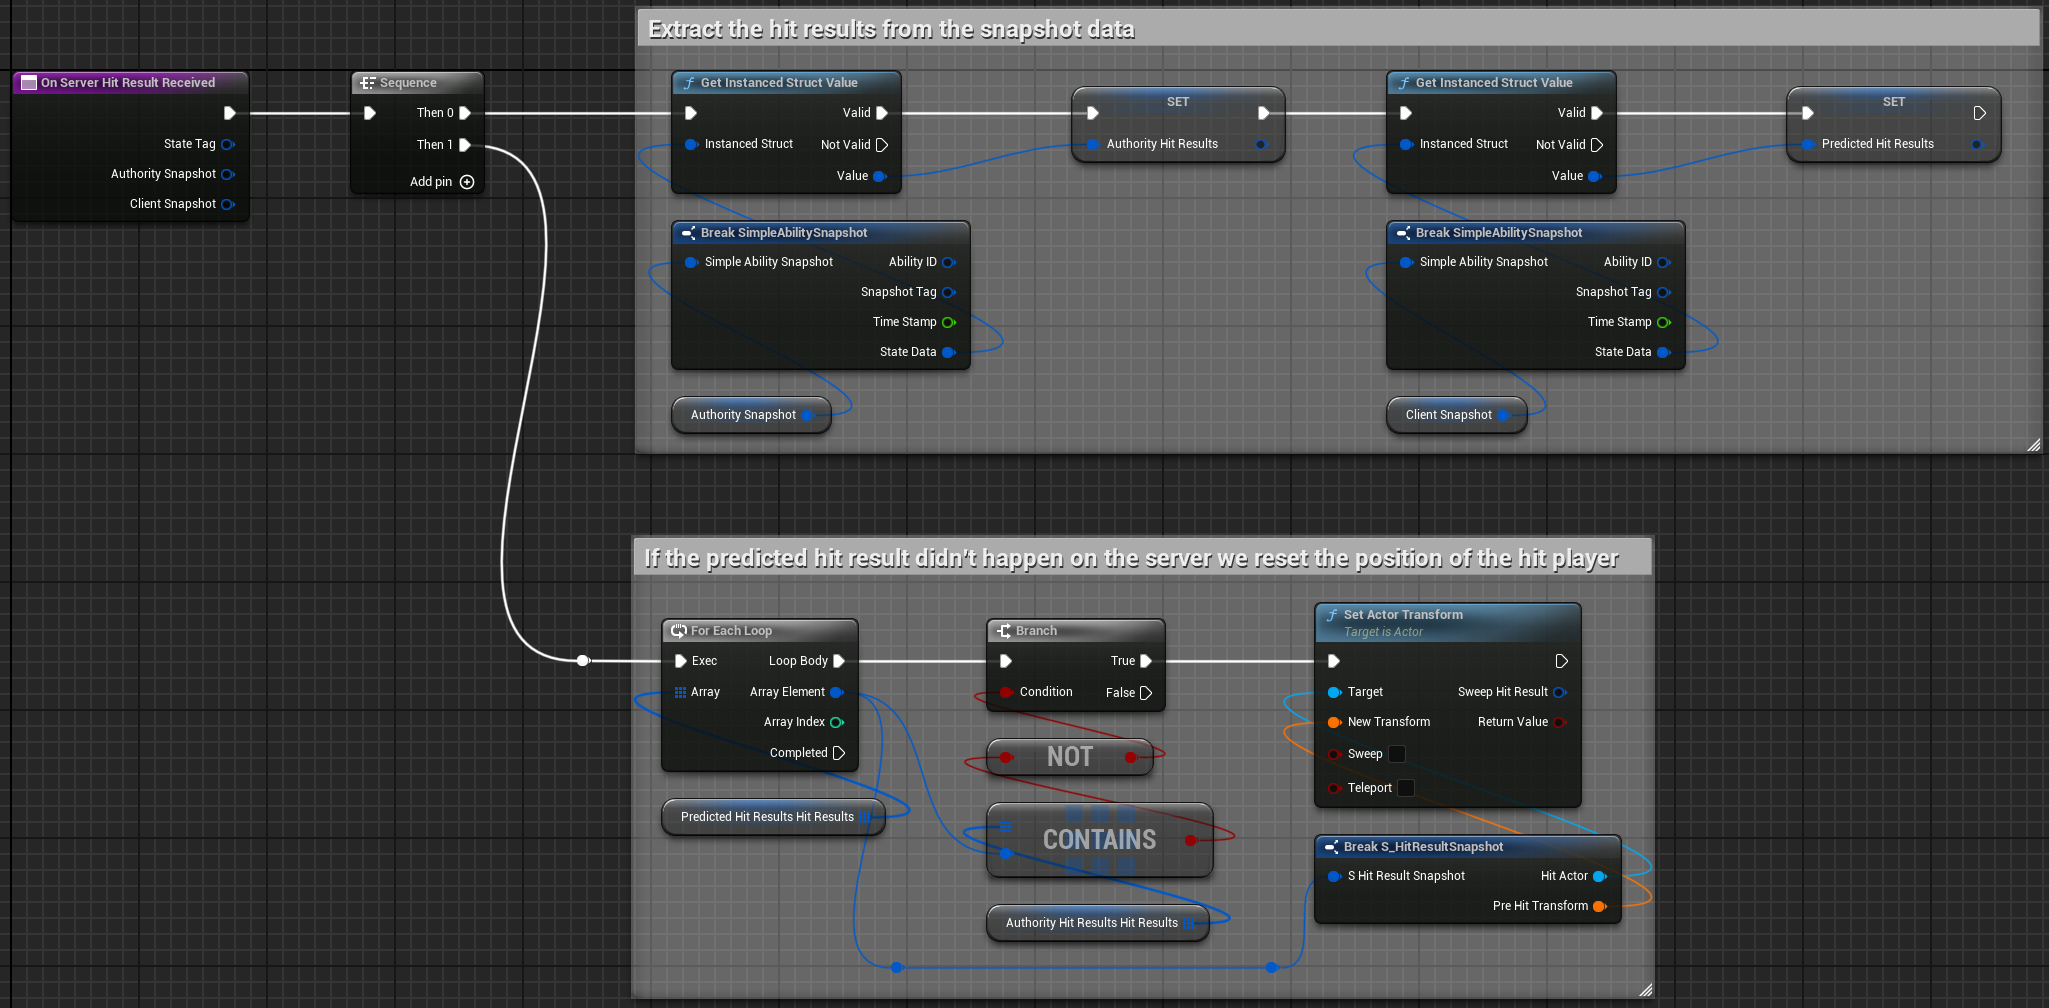 Extract the hit results from the snapshot data
On Server Hit Result Received
State Tag
Authority Snapshot
Client Snapshot
Sequence
Then 0
Then 1
Add pin
Get Instanced Struct Value
Valid
Instanced Struct
Not Valid
Value
SET
Authority Hit Results
Get Instanced Struct Value
Valid
Instanced Struct
Not Valid
Value
SET
Predicted Hit Results
Break SimpleAbilitySnapshot
Simple Ability Snapshot
Ability ID
Snapshot Tag
Time Stamp
State Data
Authority Snapshot
Break SimpleAbilitySnapshot
Simple Ability Snapshot
Ability ID
Snapshot Tag
Time Stamp
State Data
Client Snapshot
If the predicted hit result didn't happen on the server we reset the position of the hit player
For Each Loop
Exec
Loop Body
Array
Array Element
Array Index
Completed
Predicted Hit Results Hit Results
Branch
True
Condition
False
NOT
CONTAINS
Authority Hit Results Hit Results
Set Actor Transform
Target is Actor
Target
Sweep Hit Result
New Transform
Return Value
Sweep
Teleport
Break S_HitResultSnapshot
S Hit Result Snapshot
Hit Actor
Pre Hit Transform